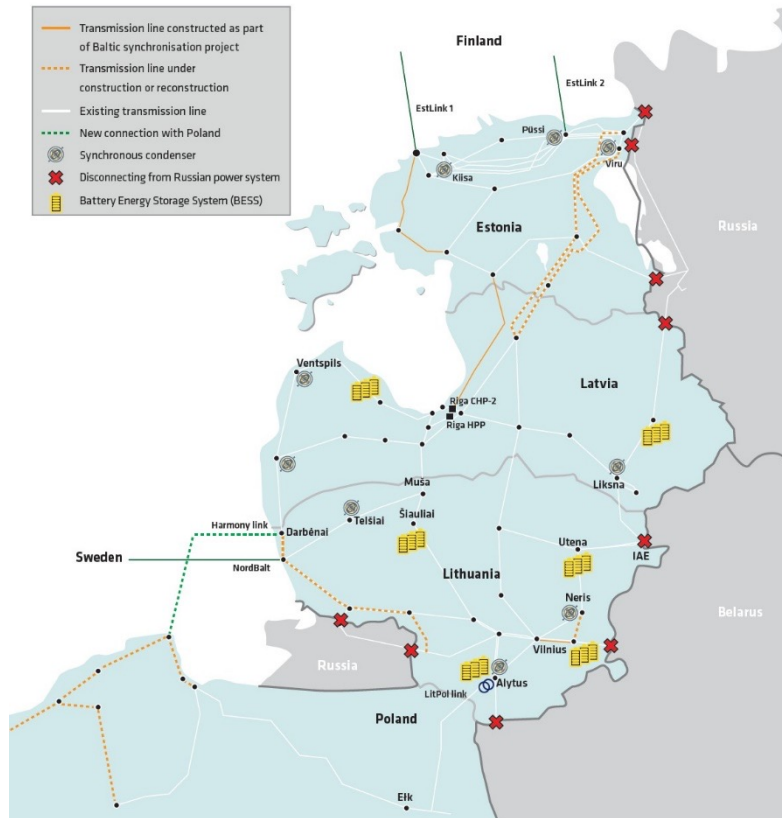 Transmission line constructed as part
of Baltic synchronisation project
Transmission line under
construction or reconstruction
Existing transmission line
New connection with Poland
Synchronous condenser
Disconnecting from Russian power system
Battery Energy Storage System (BESS)
Finland
EstLink 1
EstLink 2
Püssi
Viru
Kiisa
Estonia
Russia
Ventspils
Latvia
Riga CHP-2
Riga HPP
Līksna
Muša
Telšiai
Šiauliai
Harmony link
Darbėnai
Utena
IAE
Sweden
NordBalt
Lithuania
Neris
Belarus
Vilnius
Russia
Alytus
LitPol link
Poland
Ełk